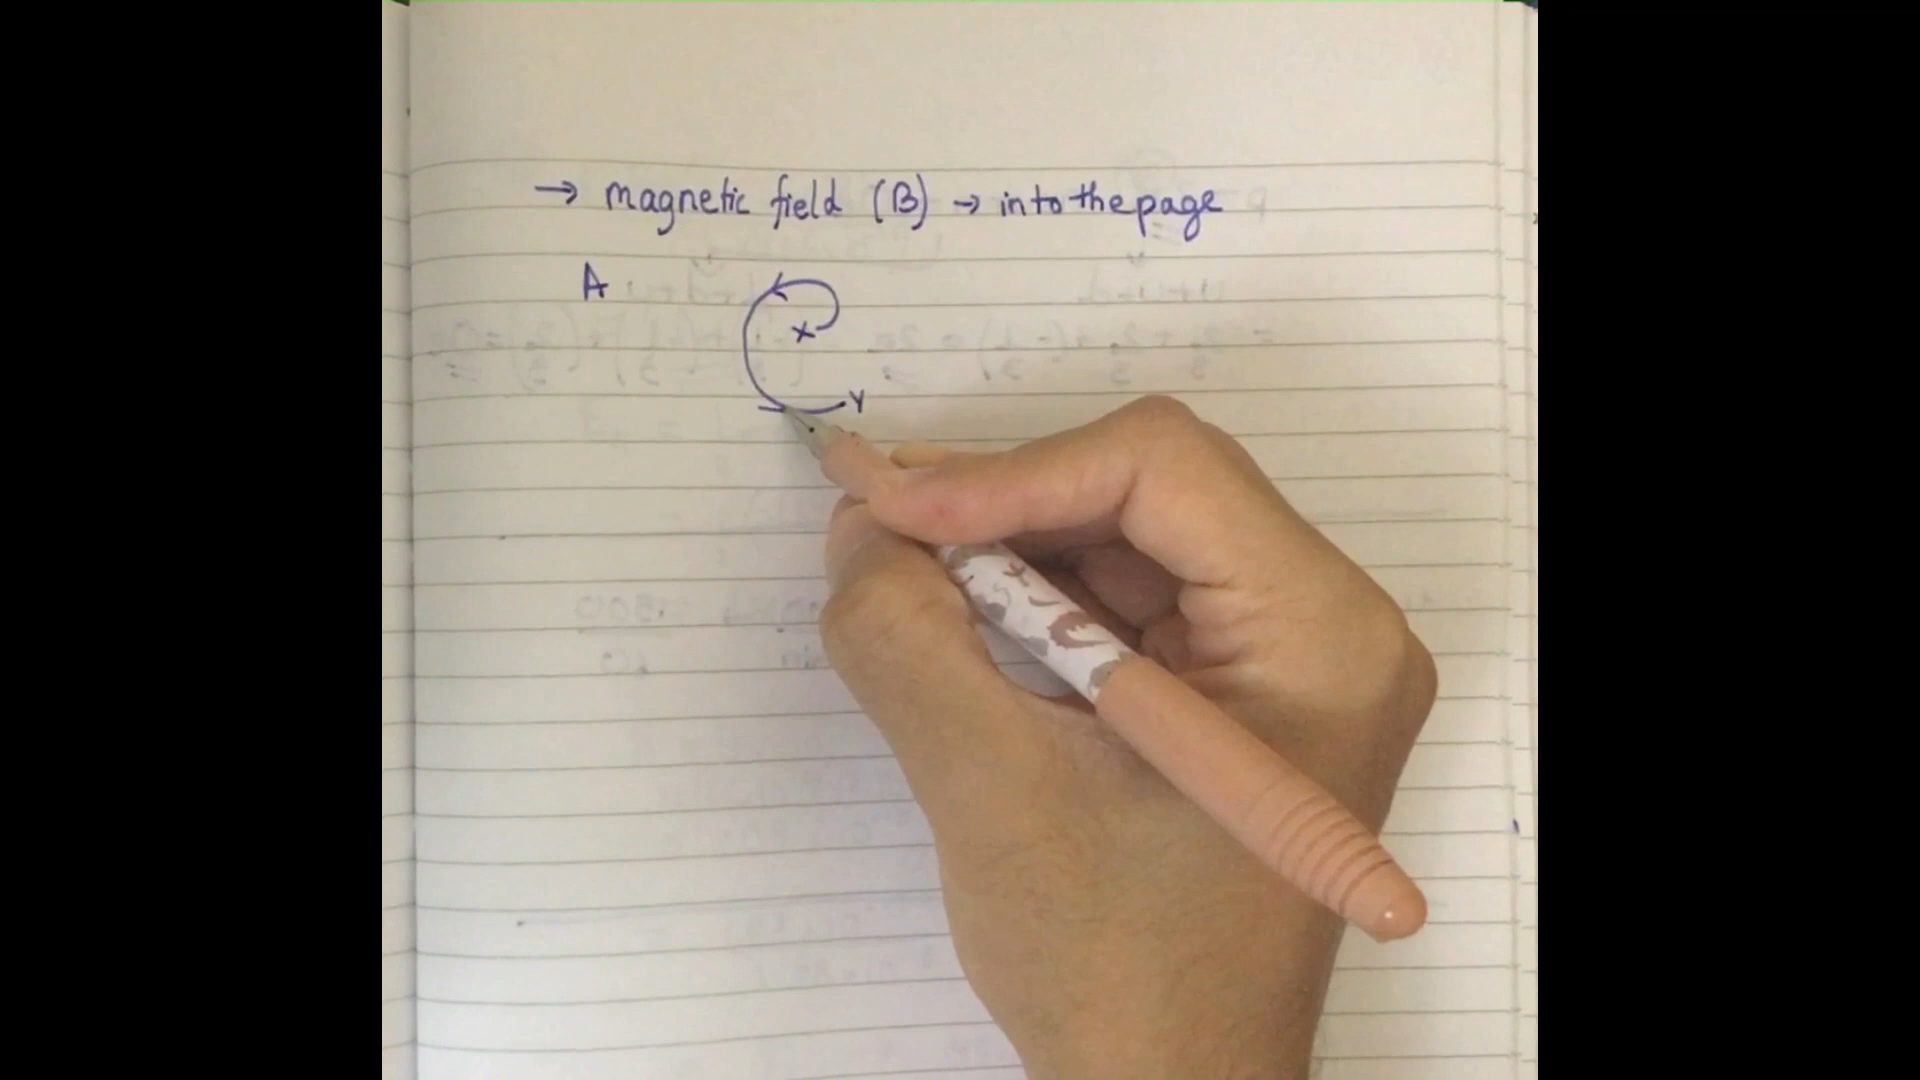 → magnetic field (B) → into the page
A
X
Y